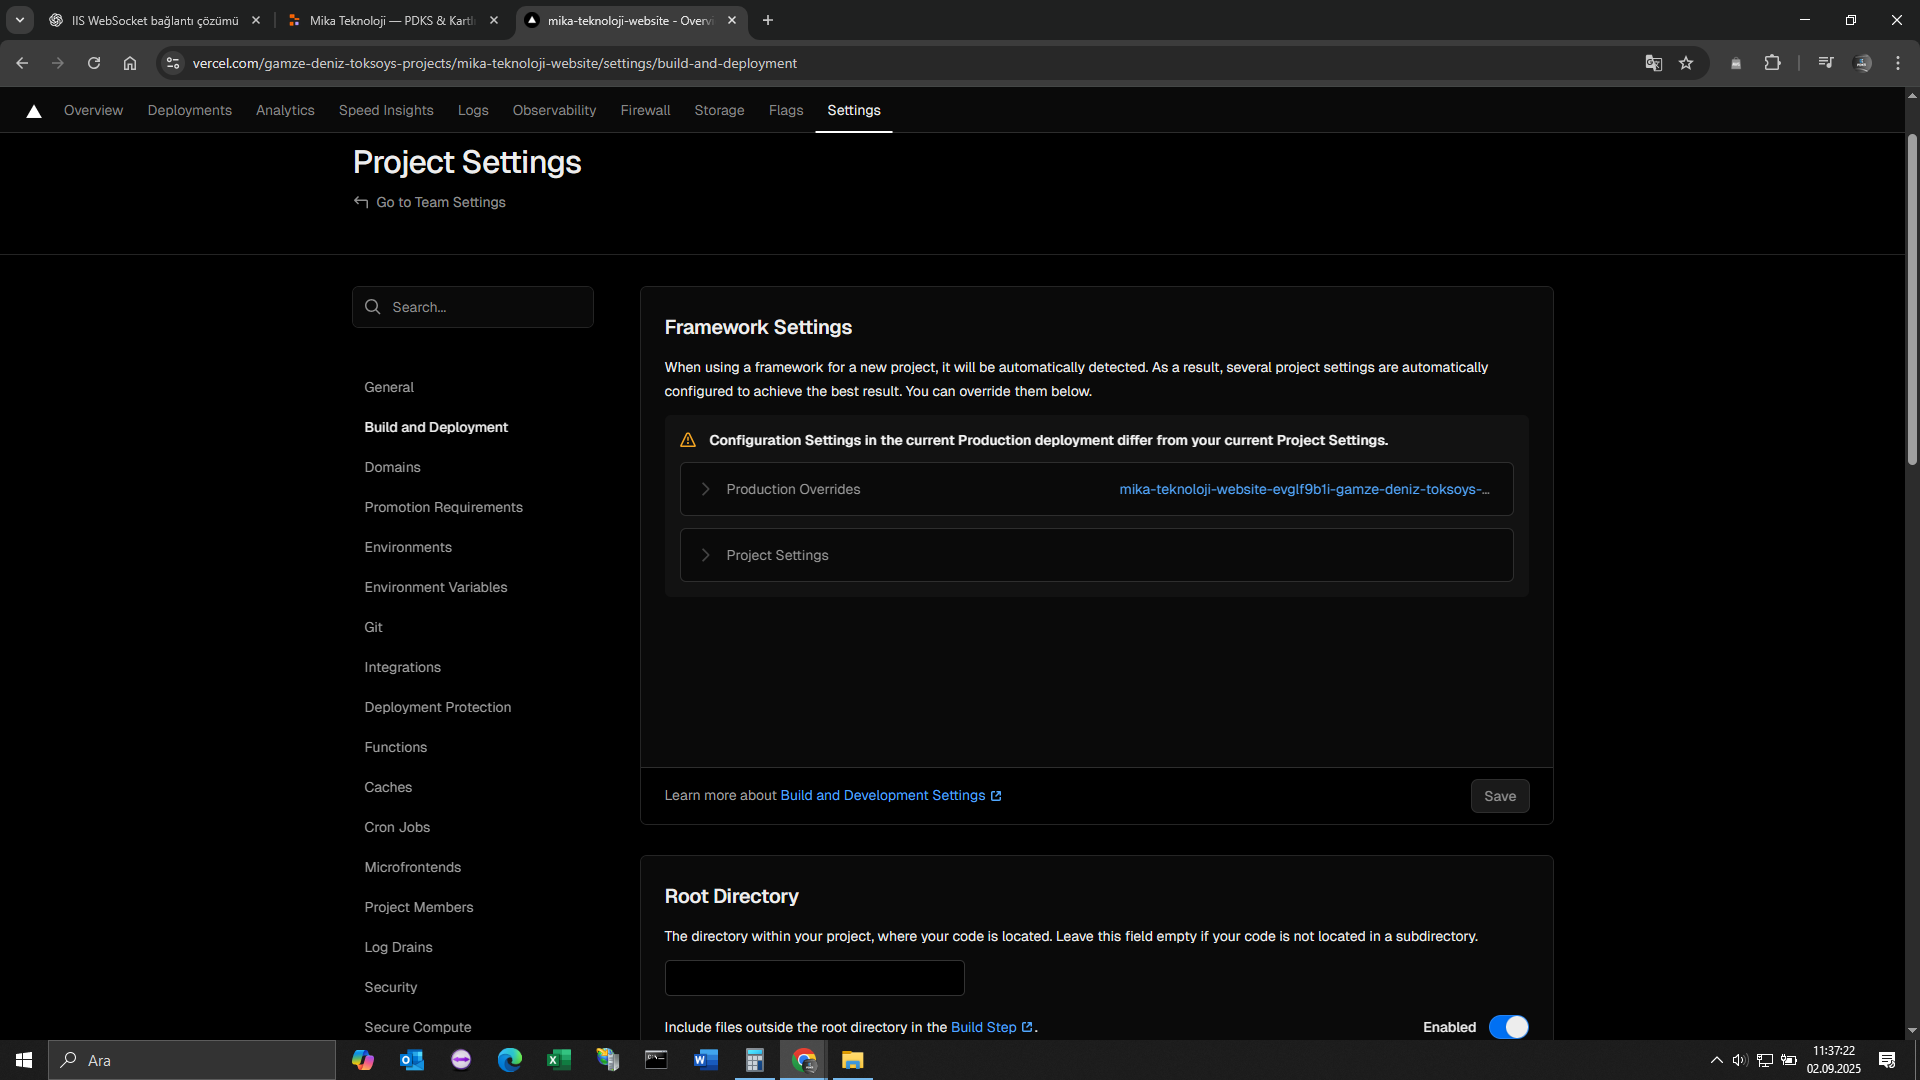 IIS WebSocket bağlantı çözümü
Mika Teknoloji — PDKS & Kartl
mika-teknoloji-website - Overvi
vercel.com/gamze-deniz-toksoys-projects/mika-teknoloji-website/settings/build-and-deployment
Overview
Deployments
Analytics
Speed Insights
Logs
Observability
Firewall
Storage
Flags
Settings
Project Settings
Go to Team Settings
Search...
General
Build and Deployment
Domains
Promotion Requirements
Environments
Environment Variables
Git
Integrations
Deployment Protection
Functions
Caches
Cron Jobs
Microfrontends
Project Members
Log Drains
Security
Secure Compute
Framework Settings
When using a framework for a new project, it will be automatically detected. As a result, several project settings are automatically
configured to achieve the best result. You can override them below.
Configuration Settings in the current Production deployment differ from your current Project Settings.
Production Overrides
mika-teknoloji-website-evglf9b1i-gamze-deniz-toksoys-...
Project Settings
Learn more about Build and Development Settings
Save
Root Directory
The directory within your project, where your code is located. Leave this field empty if your code is not located in a subdirectory.
Include files outside the root directory in the Build Step.
Enabled
Ara
11:37:22
02.09.2025